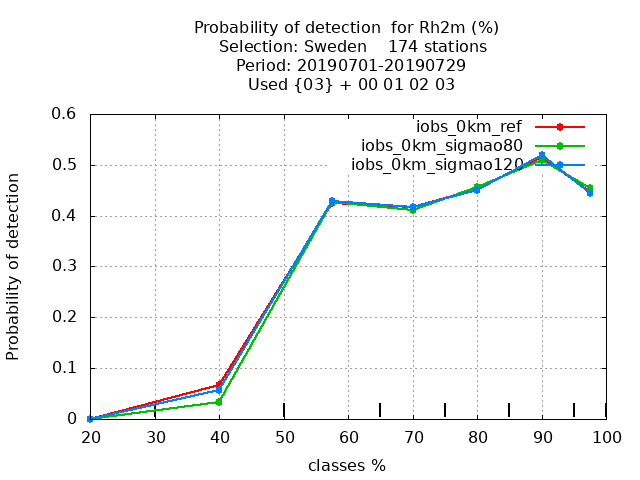 Probability of detection  for Rh2m (%)
Selection: Sweden    174 stations
Period: 20190701-20190729
Used {03} + 00 01 02 03
iobs_0km_ref
iobs_0km_sigmao80
iobs_0km_sigmao120
Probability of detection
0.6
0.5
0.4
0.3
0.2
0.1
0
20 30 40 50 60 70 80 90 100
classes %